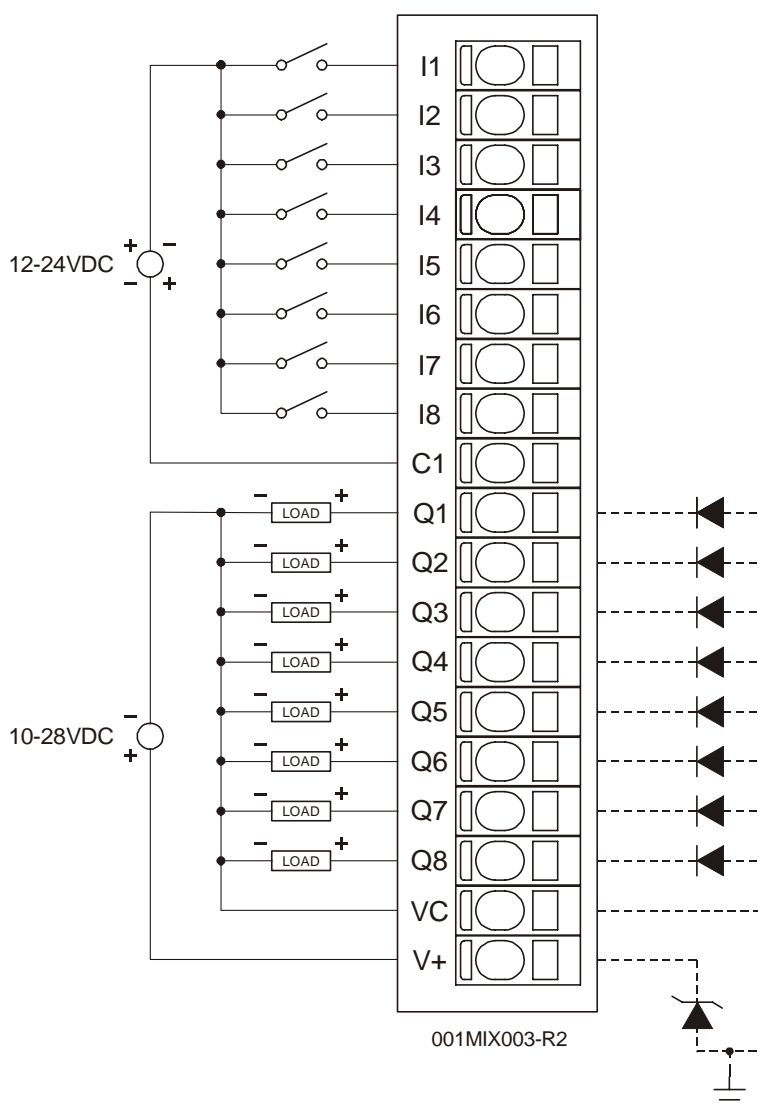 I1
I2
I3
I4
12-24VDC + - - + I5
I6
I7
I8
C1
- LOAD + Q1
- LOAD + Q2
- LOAD + Q3
- LOAD + Q4
- LOAD + Q5
10-28VDC - + - LOAD + Q6
- LOAD + Q7
- LOAD + Q8
VC
V+
001MIX003-R2